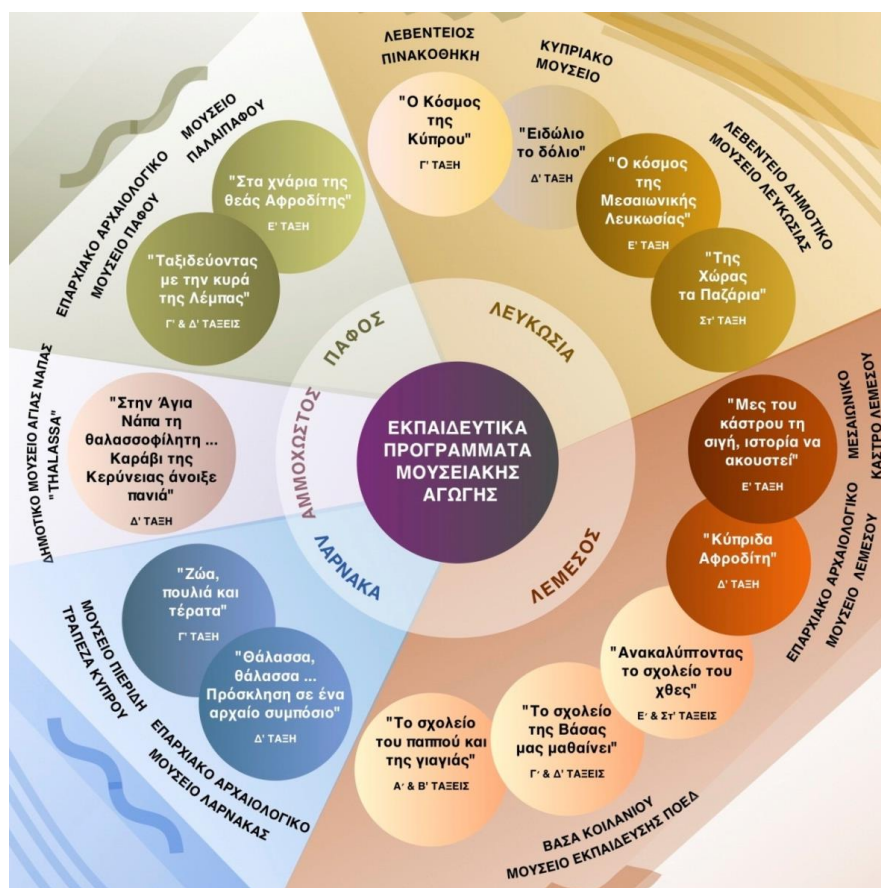 ΕΚΠΑΙΔΕΥΤΙΚΑ
ΠΡΟΓΡΑΜΜΑΤΑ
ΜΟΥΣΕΙΑΚΗΣ
ΑΓΩΓΗΣ
ΛΕΥΚΩΣΙΑ
ΛΕΒΕΝΤΕΙΟΣ
ΠΙΝΑΚΟΘΗΚΗ
"Ο Κόσμος
της
Κύπρου"
Γ' ΤΑΞΗ
ΚΥΠΡΙΑΚΟ
ΜΟΥΣΕΙΟ
"Ειδώλιο
το δόλιο"
Δ' ΤΑΞΗ
ΛΕΒΕΝΤΕΙΟ ΔΗΜΟΤΙΚΟ
ΜΟΥΣΕΙΟ ΛΕΥΚΩΣΙΑΣ
"Ο κόσμος
της
Μεσαιωνικής
Λευκωσίας"
Ε' ΤΑΞΗ
"Της
Χώρας
τα Παζάρια"
Στ' ΤΑΞΗ
ΛΕΜΕΣΟΣ
ΜΕΣΑΙΩΝΙΚΟ
ΚΑΣΤΡΟ ΛΕΜΕΣΟΥ
"Μες του
κάστρου τη
σιγή, ιστορία να
ακουστεί"
Ε' ΤΑΞΗ
ΕΠΑΡΧΙΑΚΟ ΑΡΧΑΙΟΛΟΓΙΚΟ
ΜΟΥΣΕΙΟ ΛΕΜΕΣΟΥ
"Κύπριδα
Αφροδίτη"
Δ' ΤΑΞΗ
"Ανακαλύπτοντας
το σχολείο του
χθες"
Ε' & Στ' ΤΑΞΕΙΣ
"Το σχολείο
της Βάσας
μας μαθαίνει"
Γ' & Δ' ΤΑΞΕΙΣ
"Το σχολείο
του παππού και
της γιαγιάς"
Α' & Β' ΤΑΞΕΙΣ
ΒΑΣΑ ΚΟΙΛΑΝΙΟΥ
ΜΟΥΣΕΙΟ ΕΚΠΑΙΔΕΥΣΗΣ ΠΟΕΔ
ΛΑΡΝΑΚΑ
"Ζώα,
πουλιά και
τέρατα"
Γ' ΤΑΞΗ
ΜΟΥΣΕΙΟ ΠΙΕΡΙΔΗ
ΤΡΑΠΕΖΑ ΚΥΠΡΟΥ
"Θάλασσα,
θάλασσα ...
Πρόσκληση σε ένα
αρχαίο συμπόσιο"
Δ' ΤΑΞΗ
ΕΠΑΡΧΙΑΚΟ ΑΡΧΑΙΟΛΟΓΙΚΟ
ΜΟΥΣΕΙΟ ΛΑΡΝΑΚΑΣ
ΑΜΜΟΧΩΣΤΟΣ
ΔΗΜΟΤΙΚΟ ΜΟΥΣΕΙΟ ΑΓΙΑΣ ΝΑΠΑΣ
"THALASSA"
"Στην Άγια
Νάπα τη
θαλασσοφίλητη ...
Καράβι της
Κερύνειας άνοιξε
πανιά"
Δ' ΤΑΞΗ
ΠΑΦΟΣ
ΕΠΑΡΧΙΑΚΟ ΑΡΧΑΙΟΛΟΓΙΚΟ
ΜΟΥΣΕΙΟ ΠΑΦΟΥ
"Ταξιδεύοντας
με την κυρά
της Λέμπας"
Γ' & Δ' ΤΑΞΕΙΣ
ΜΟΥΣΕΙΟ
ΠΑΛΑΙΠΑΦΟΥ
"Στα χνάρια της
θεάς Αφροδίτης"
Ε' ΤΑΞΗ